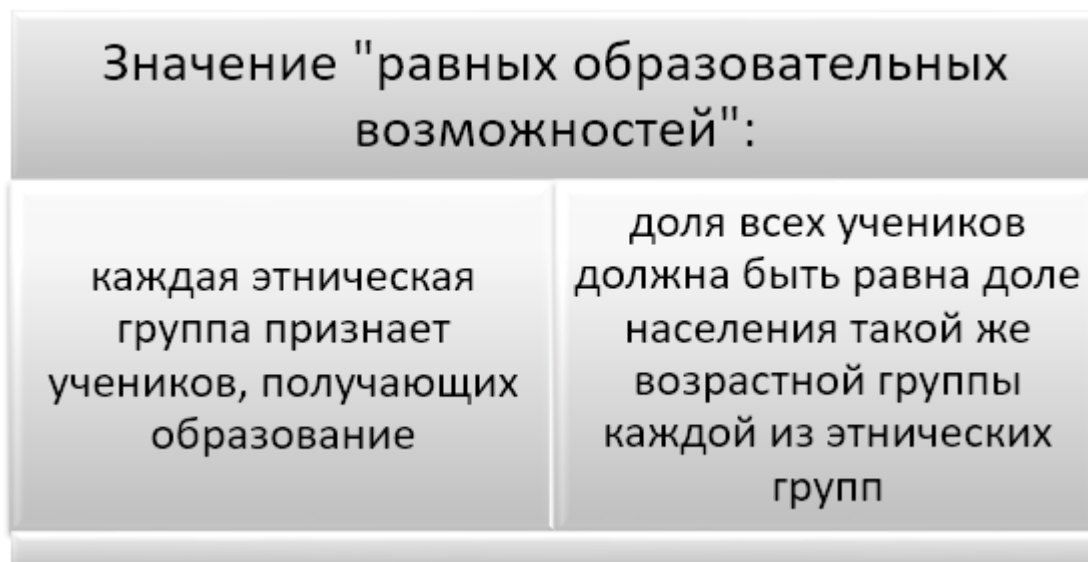 Значение "равных образовательных
возможностей":
каждая этническая
группа признает
учеников, получающих
образование
доля всех учеников
должна быть равна доле
населения такой же
возрастной группы
каждой из этнических
групп